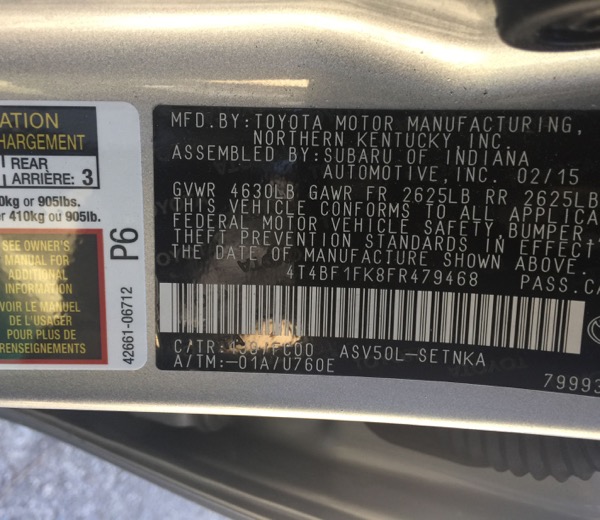 ATION
HARGEMENT
REAR
ARRIÈRE: 3
0kg or 905lbs.
r 410kg ou 905lb.
SEE OWNER'S
MANUAL FOR
ADDITIONAL
INFORMATION
VOIR LE MANUEL
DE L'USAGER
POUR PLUS DE
RENSEIGNEMENTS
P6
42661-06712
MFD.BY:TOYOTA MOTOR MANUFACTURING,
NORTHERN KENTUCKY,INC.
ASSEMBLED BY:SUBARU OF INDIANA
AUTOMOTIVE,INC. 02/15
GVWR 4630LB GAWR FR 2625LB RR 2625LB
THIS VEHICLE CONFORMS TO ALL APPLICA
FEDERAL MOTOR VEHICLE SAFETY,BUMPER,
THEFT PREVENTION STANDARDS IN EFFECT
THE DATE OF MANUFACTURE SHOWN ABOVE.
4T4BF1FK8FR479468 PASS.CA
C/TR: FC00 ASV50L-SETNKA
A/TM:-01A/U760E
79993